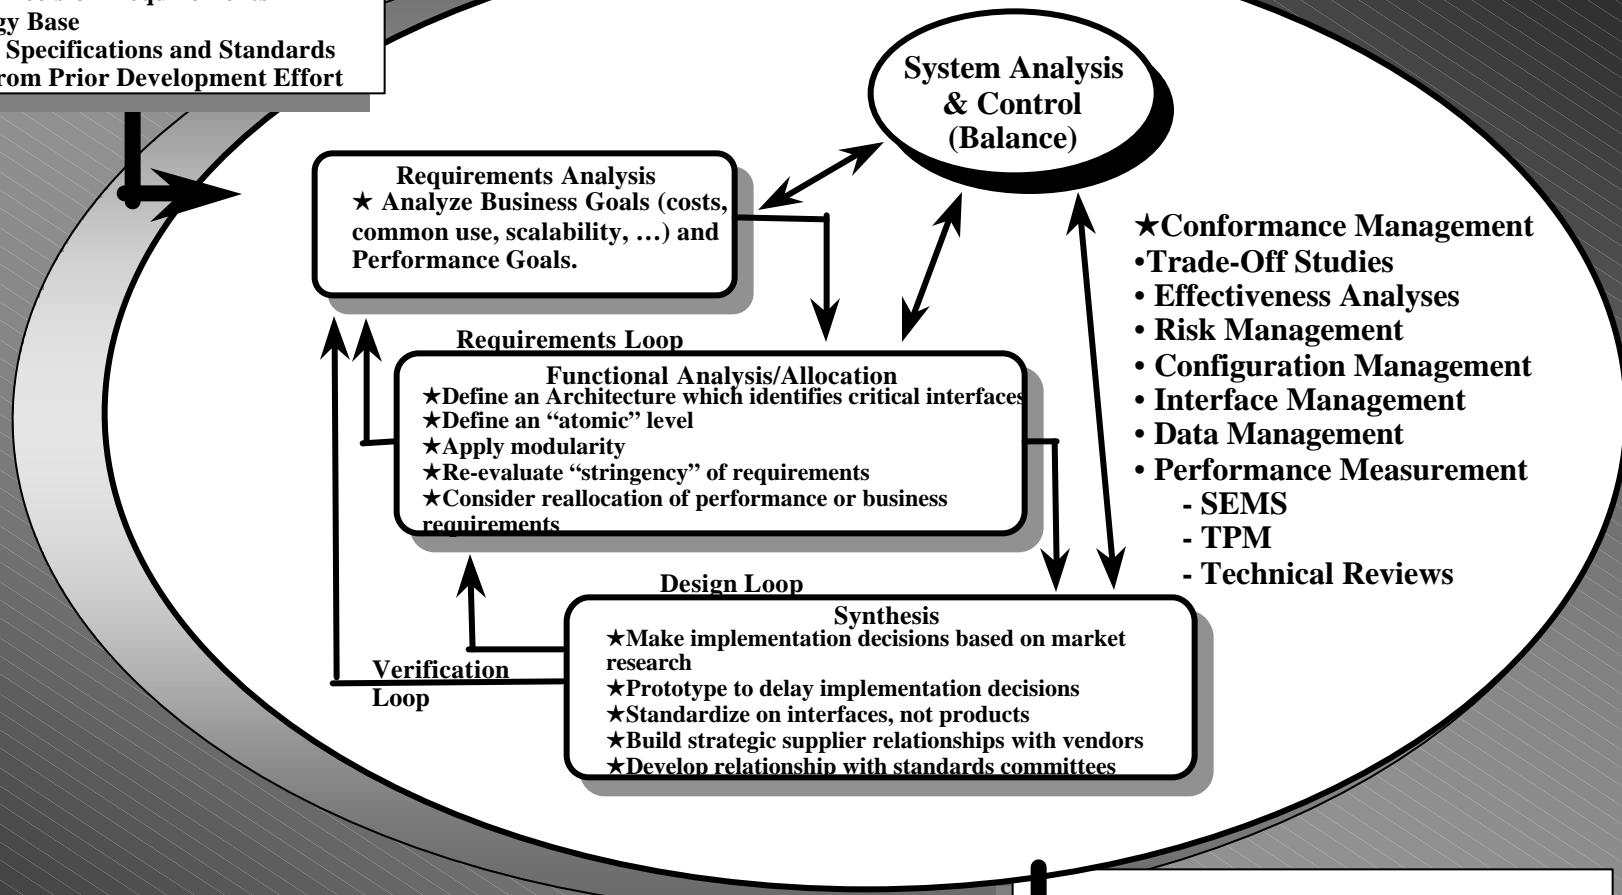 gy Base
Specifications and Standards
rom Prior Development Effort
System Analysis
& Control
(Balance)
Requirements Analysis
★ Analyze Business Goals (costs,
common use, scalability, …) and
Performance Goals.
★Conformance Management
•Trade-Off Studies
• Effectiveness Analyses
• Risk Management
• Configuration Management
• Interface Management
• Data Management
• Performance Measurement
- SEMS
- TPM
- Technical Reviews
Requirements Loop
Functional Analysis/Allocation
★Define an Architecture which identifies critical interfaces
★Define an “atomic” level
★Apply modularity
★Re-evaluate “stringency” of requirements
★Consider reallocation of performance or business
requirements
Design Loop
Synthesis
★Make implementation decisions based on market
research
★Prototype to delay implementation decisions
★Standardize on interfaces, not products
★Build strategic supplier relationships with vendors
★Develop relationship with standards committees
Verification
Loop